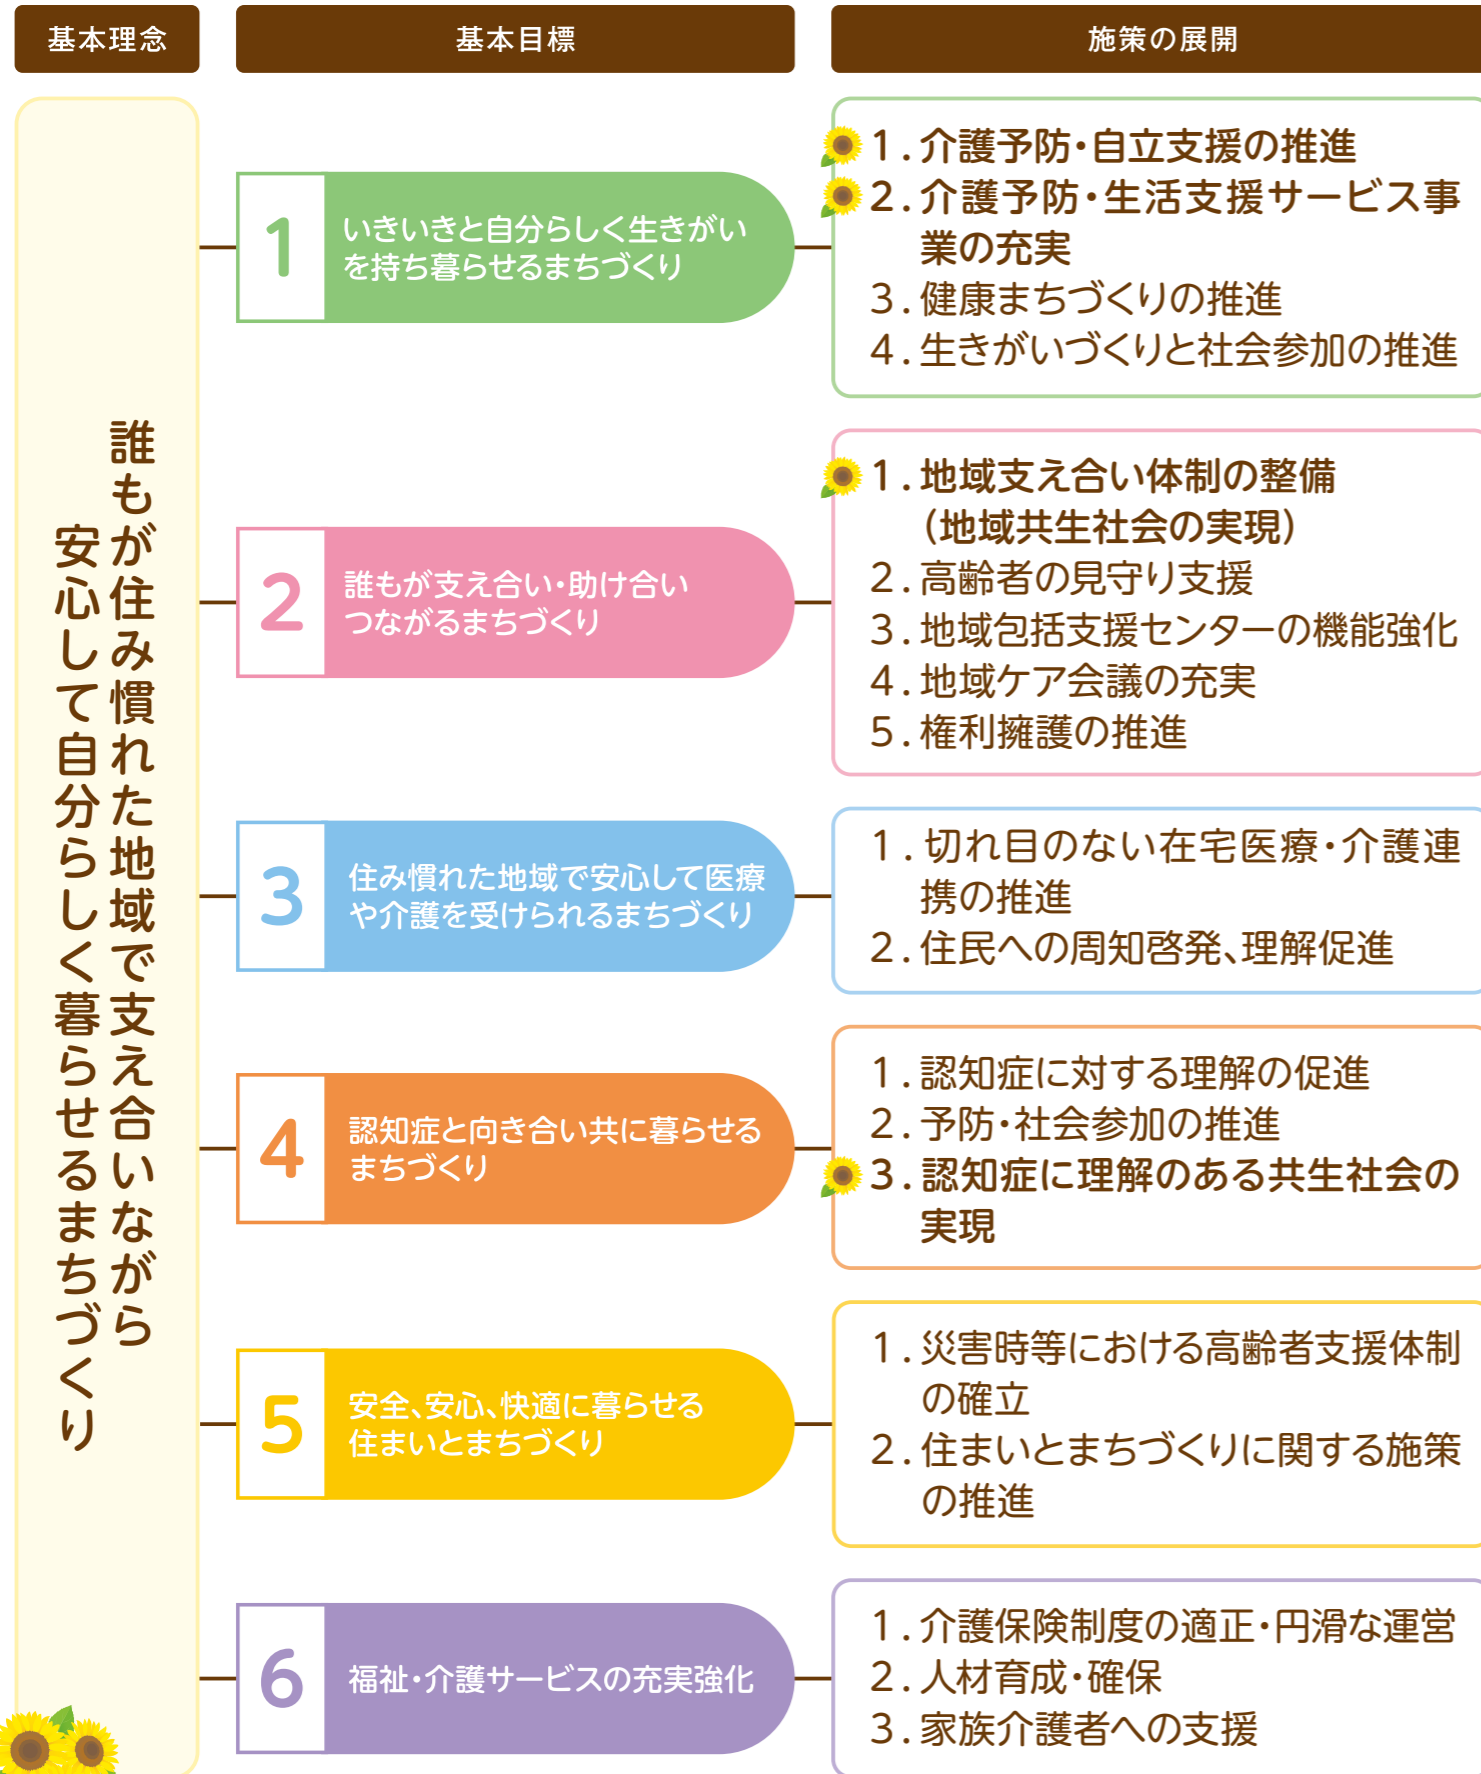 基本理念
基本目標
施策の展開
誰もが住み慣れた地域で支え合いながら
安心して自分らしく暮らせるまちづくり
1
いきいきと自分らしく生きがい
を持ち暮らせるまちづくり
1.介護予防・自立支援の推進
2.介護予防・生活支援サービス事
業の充実
3.健康まちづくりの推進
4.生きがいづくりと社会参加の推進
2
誰もが支え合い・助け合い
つながるまちづくり
1.地域支え合い体制の整備
(地域共生社会の実現)
2.高齢者の見守り支援
3.地域包括支援センターの機能強化
4.地域ケア会議の充実
5.権利擁護の推進
3
住み慣れた地域で安心して医療
や介護を受けられるまちづくり
1.切れ目のない在宅医療・介護連
携の推進
2.住民への周知啓発、理解促進
4
認知症と向き合い共に暮らせる
まちづくり
1.認知症に対する理解の促進
2.予防・社会参加の推進
3.認知症に理解のある共生社会の
実現
5
安全、安心、快適に暮らせる
住まいとまちづくり
1.災害時等における高齢者支援体制
の確立
2.住まいとまちづくりに関する施策
の推進
6
福祉・介護サービスの充実強化
1.介護保険制度の適正・円滑な運営
2.人材育成・確保
3.家族介護者への支援